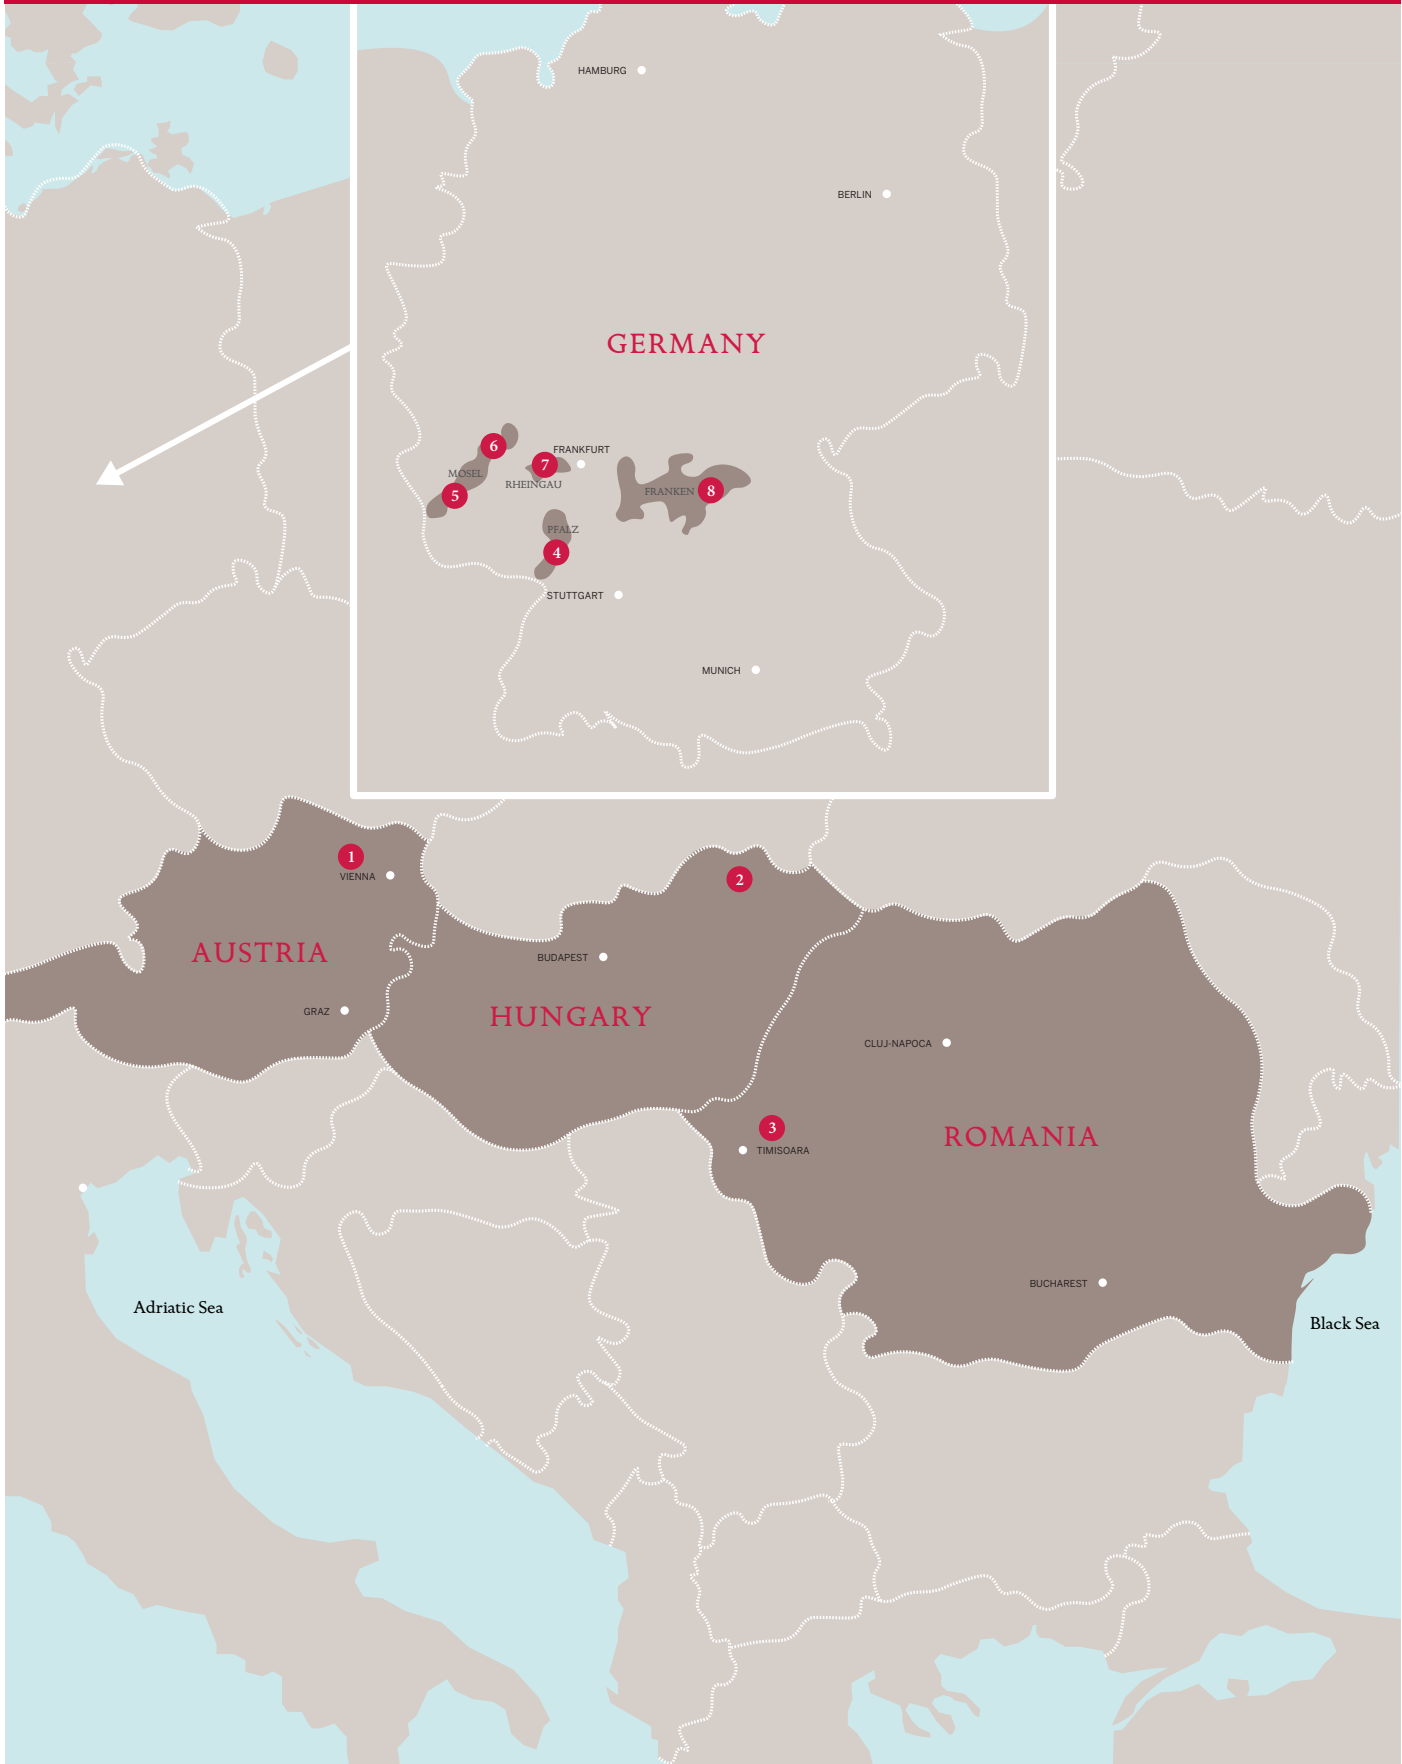 HAMBURG
BERLIN
GERMANY
6
FRANKFURT
7
MOSEL
RHEINGAU
5
FRANKEN
8
PFALZ
4
STUTTGART
MUNICH
1
VIENNA
2
AUSTRIA
BUDAPEST
GRAZ
HUNGARY
CLUJ-NAPOCA
3
TIMISOARA
ROMANIA
BUCHAREST
Adriatic Sea
Black Sea